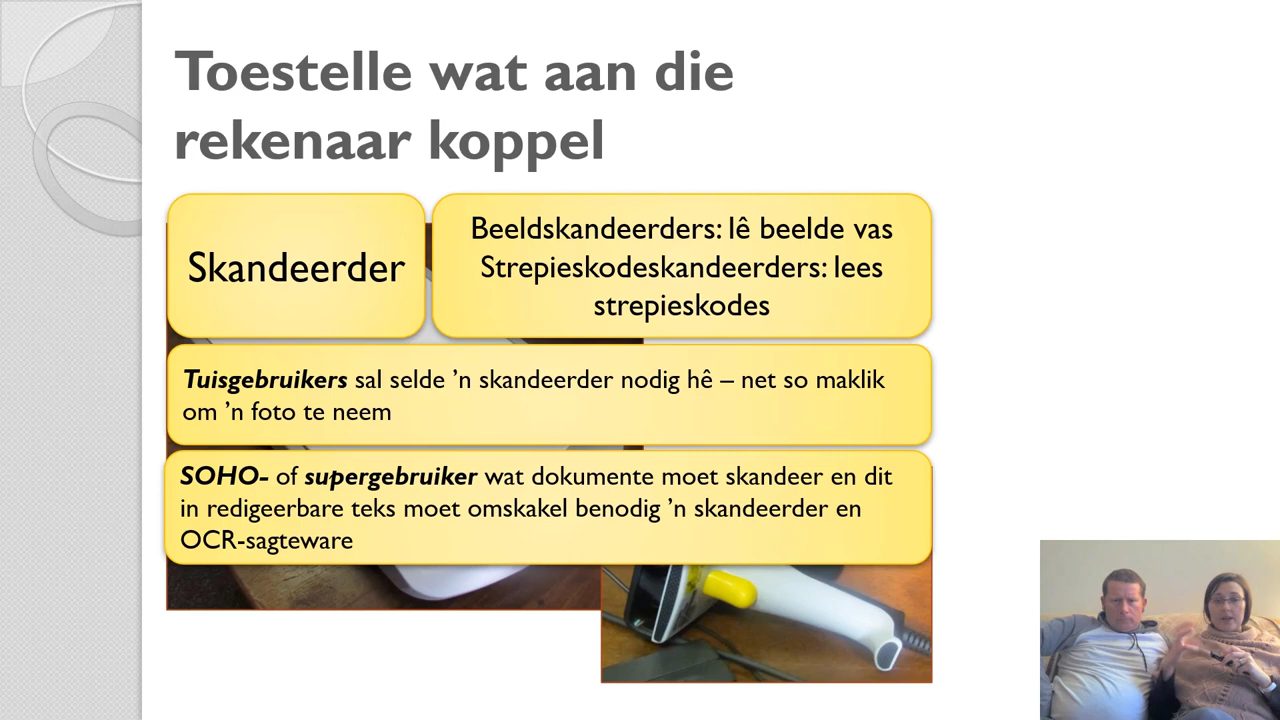 Toestelle wat aan die
rekenaar koppel
Skandeerder
Beeldskandeerders: lê beelde vas
Strepieskodeskandeerders: lees
strepieskodes
Tuisgebruikers sal selde ’n skandeerder nodig hê – net so maklik
om ’n foto te neem
SOHO- of supergebruiker wat dokumente moet skandeer en dit
in redigeerbare teks moet omskakel benodig ’n skandeerder en
OCR-sagteware